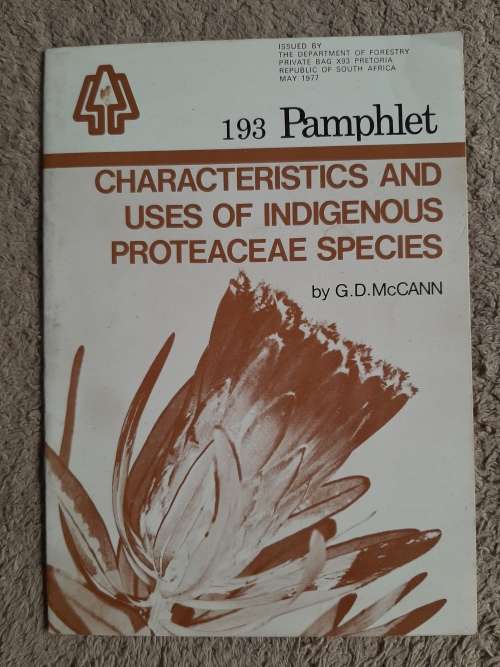 ISSUED BY
THE DEPARTMENT OF FORESTRY
PRIVATE BAG X93 PRETORIA
REPUBLIC OF SOUTH AFRICA
MAY 1977
193 Pamphlet
CHARACTERISTICS AND
USES OF INDIGENOUS
PROTEACEAE SPECIES
by G.D.McCANN